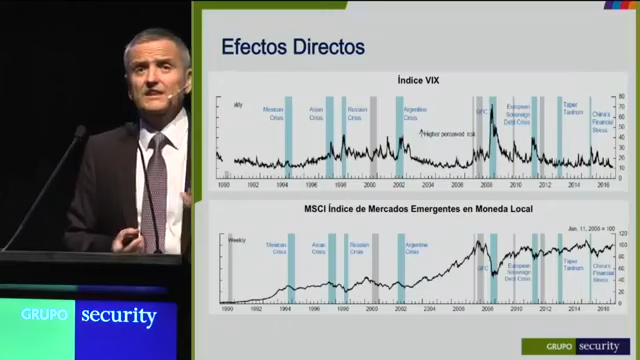 Efectos Directos
Índice VIX
Mexican Crisis
Asian Crisis
Russian Crisis
Argentine Crisis
Higher perceived risk
GFC
European Sovereign Debt Crisis
Taper Tantrum
China's Financial Stress
80
70
60
50
40
30
20
10
0
1990 1992 1994 1996 1998 2000 2002 2004 2006 2008 2010 2012 2014 2016
MSCI Índice de Mercados Emergentes en Moneda Local
Weekly
Mexican Crisis
Asian Crisis
Russian Crisis
Argentine Crisis
GFC
European Sovereign Debt Crisis
Taper Tantrum
China's Financial Stress
120
100
80
60
40
20
0
1990 1992 1994 1996 1998 2000 2002 2004 2006 2008 2010 2012 2014 2016
GRUPO security
GRUPO security